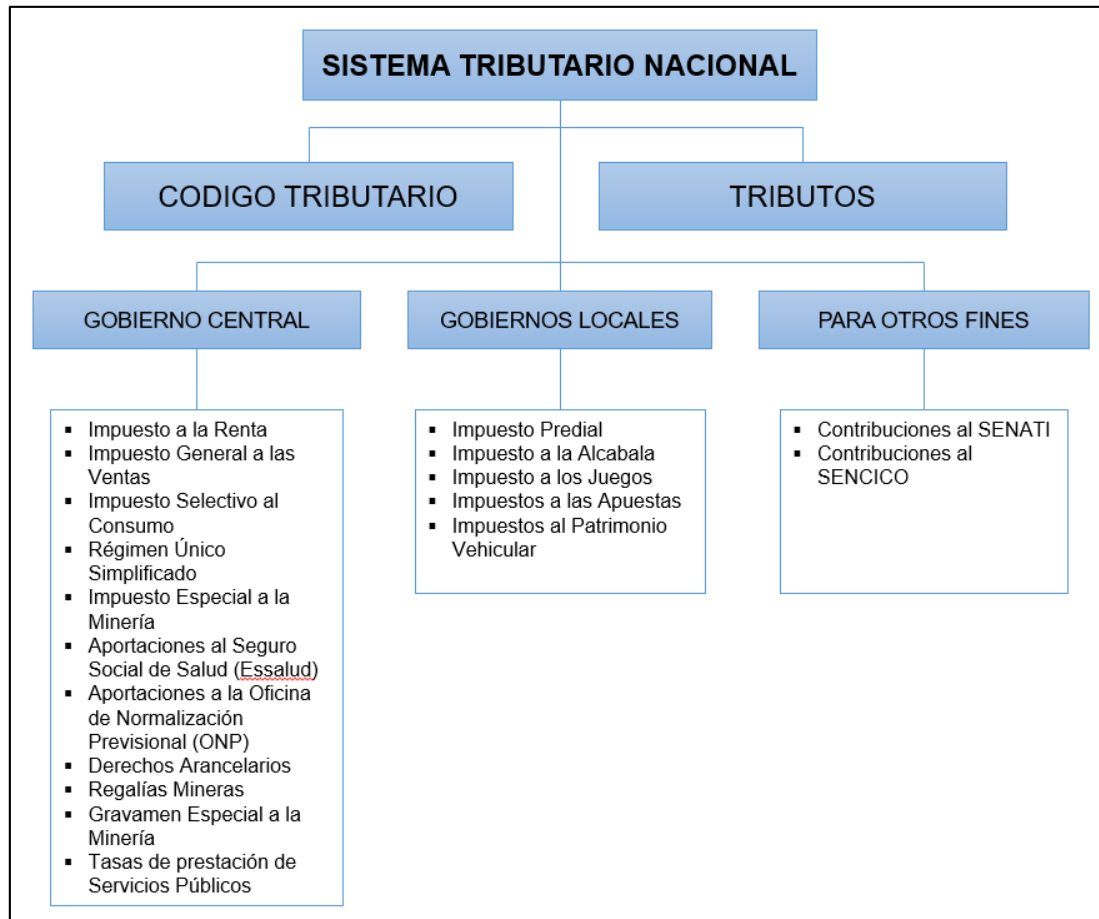 SISTEMA TRIBUTARIO NACIONAL
CODIGO TRIBUTARIO
TRIBUTOS
GOBIERNO CENTRAL
GOBIERNOS LOCALES
PARA OTROS FINES
▪ Impuesto a la Renta
▪ Impuesto General a las
Ventas
▪ Impuesto Selectivo al
Consumo
▪ Régimen Único
Simplificado
▪ Impuesto Especial a la
Minería
▪ Aportaciones al Seguro
Social de Salud (Essalud)
▪ Aportaciones a la Oficina
de Normalización
Previsional (ONP)
▪ Derechos Arancelarios
▪ Regalías Mineras
▪ Gravamen Especial a la
Minería
▪ Tasas de prestación de
Servicios Públicos
▪ Impuesto Predial
▪ Impuesto a la Alcabala
▪ Impuesto a los Juegos
▪ Impuestos a las Apuestas
▪ Impuestos al Patrimonio
Vehicular
▪ Contribuciones al SENATI
▪ Contribuciones al
SENCICO